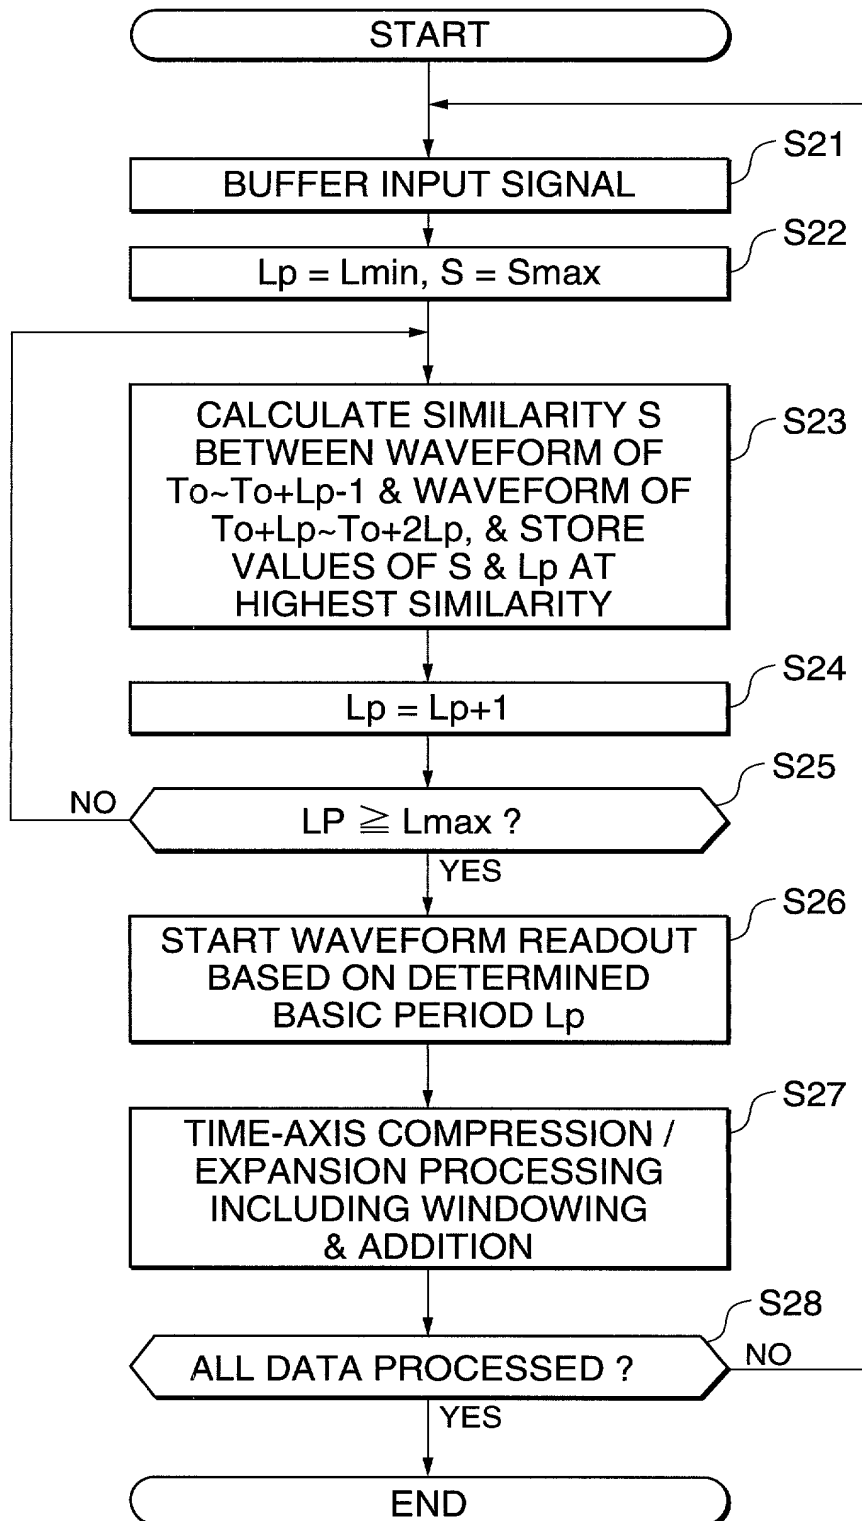 START
S21
BUFFER INPUT SIGNAL
S22
Lp = Lmin, S = Smax
S23
CALCULATE SIMILARITY S
BETWEEN WAVEFORM OF
To~To+Lp-1 & WAVEFORM OF
To+Lp~To+2Lp, & STORE
VALUES OF S & Lp AT
HIGHEST SIMILARITY
S24
Lp = Lp+1
S25
NO
LP ≧ Lmax ?
YES
S26
START WAVEFORM READOUT
BASED ON DETERMINED
BASIC PERIOD Lp
S27
TIME-AXIS COMPRESSION /
EXPANSION PROCESSING
INCLUDING WINDOWING
& ADDITION
S28
ALL DATA PROCESSED ?
NO
YES
END